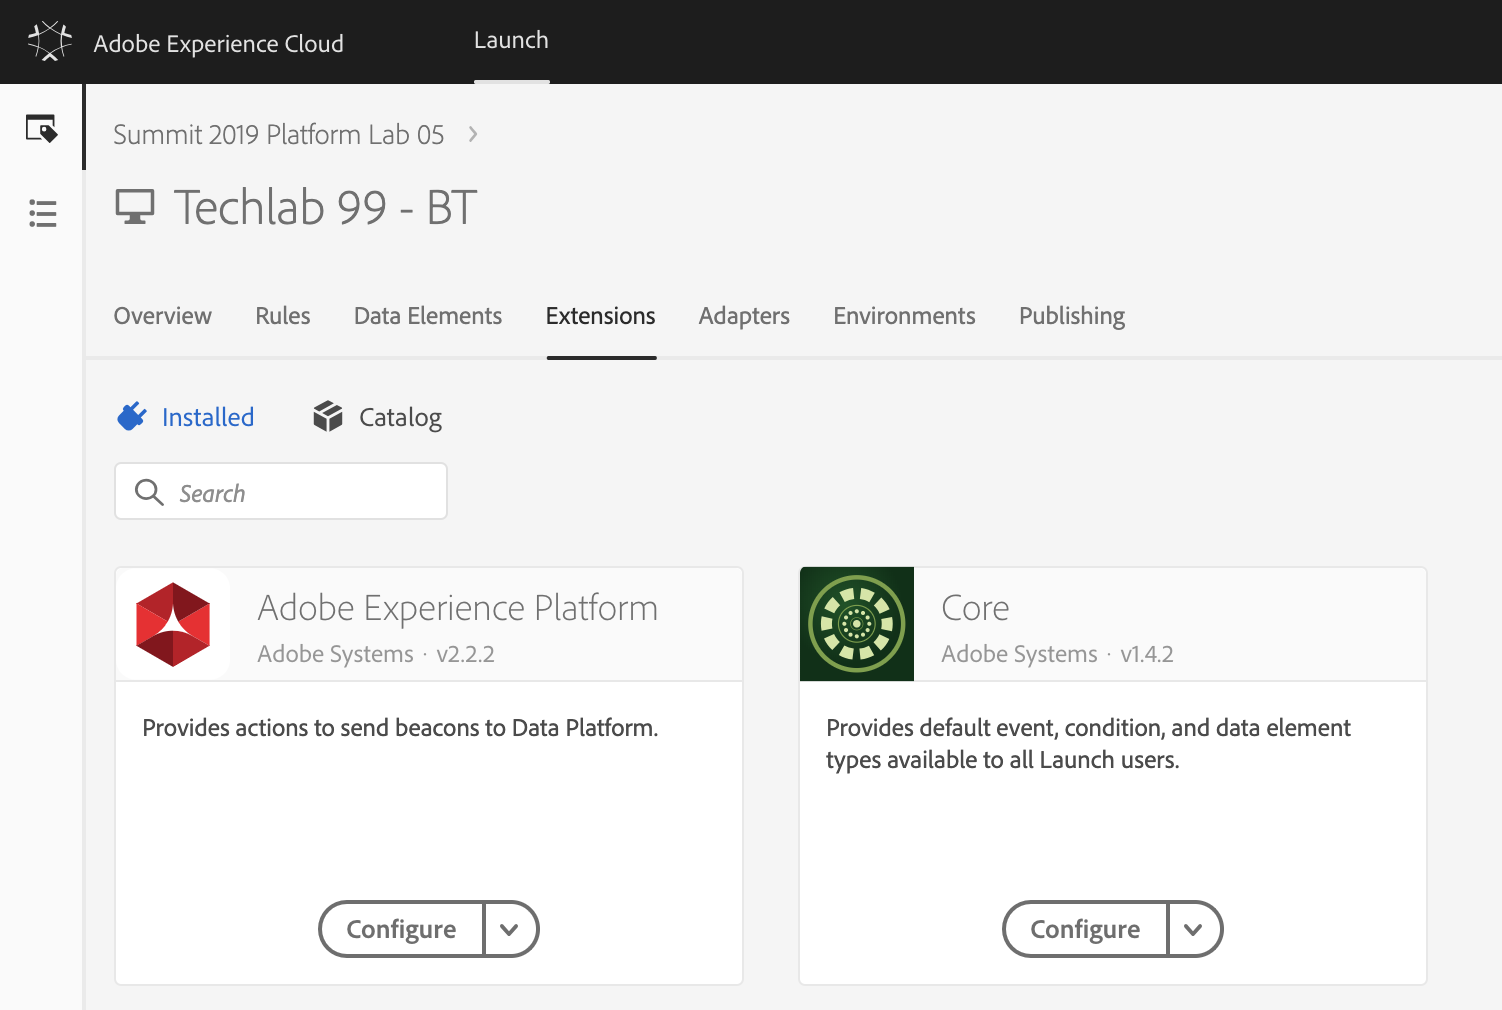 Adobe Experience Cloud
Launch
Summit 2019 Platform Lab 05
Techlab 99 - BT
Overview
Rules
Data Elements
Extensions
Adapters
Environments
Publishing
Installed
Catalog
Search
Adobe Experience Platform
Adobe Systems · v2.2.2
Provides actions to send beacons to Data Platform.
Configure
Core
Adobe Systems · v1.4.2
Provides default event, condition, and data element
types available to all Launch users.
Configure